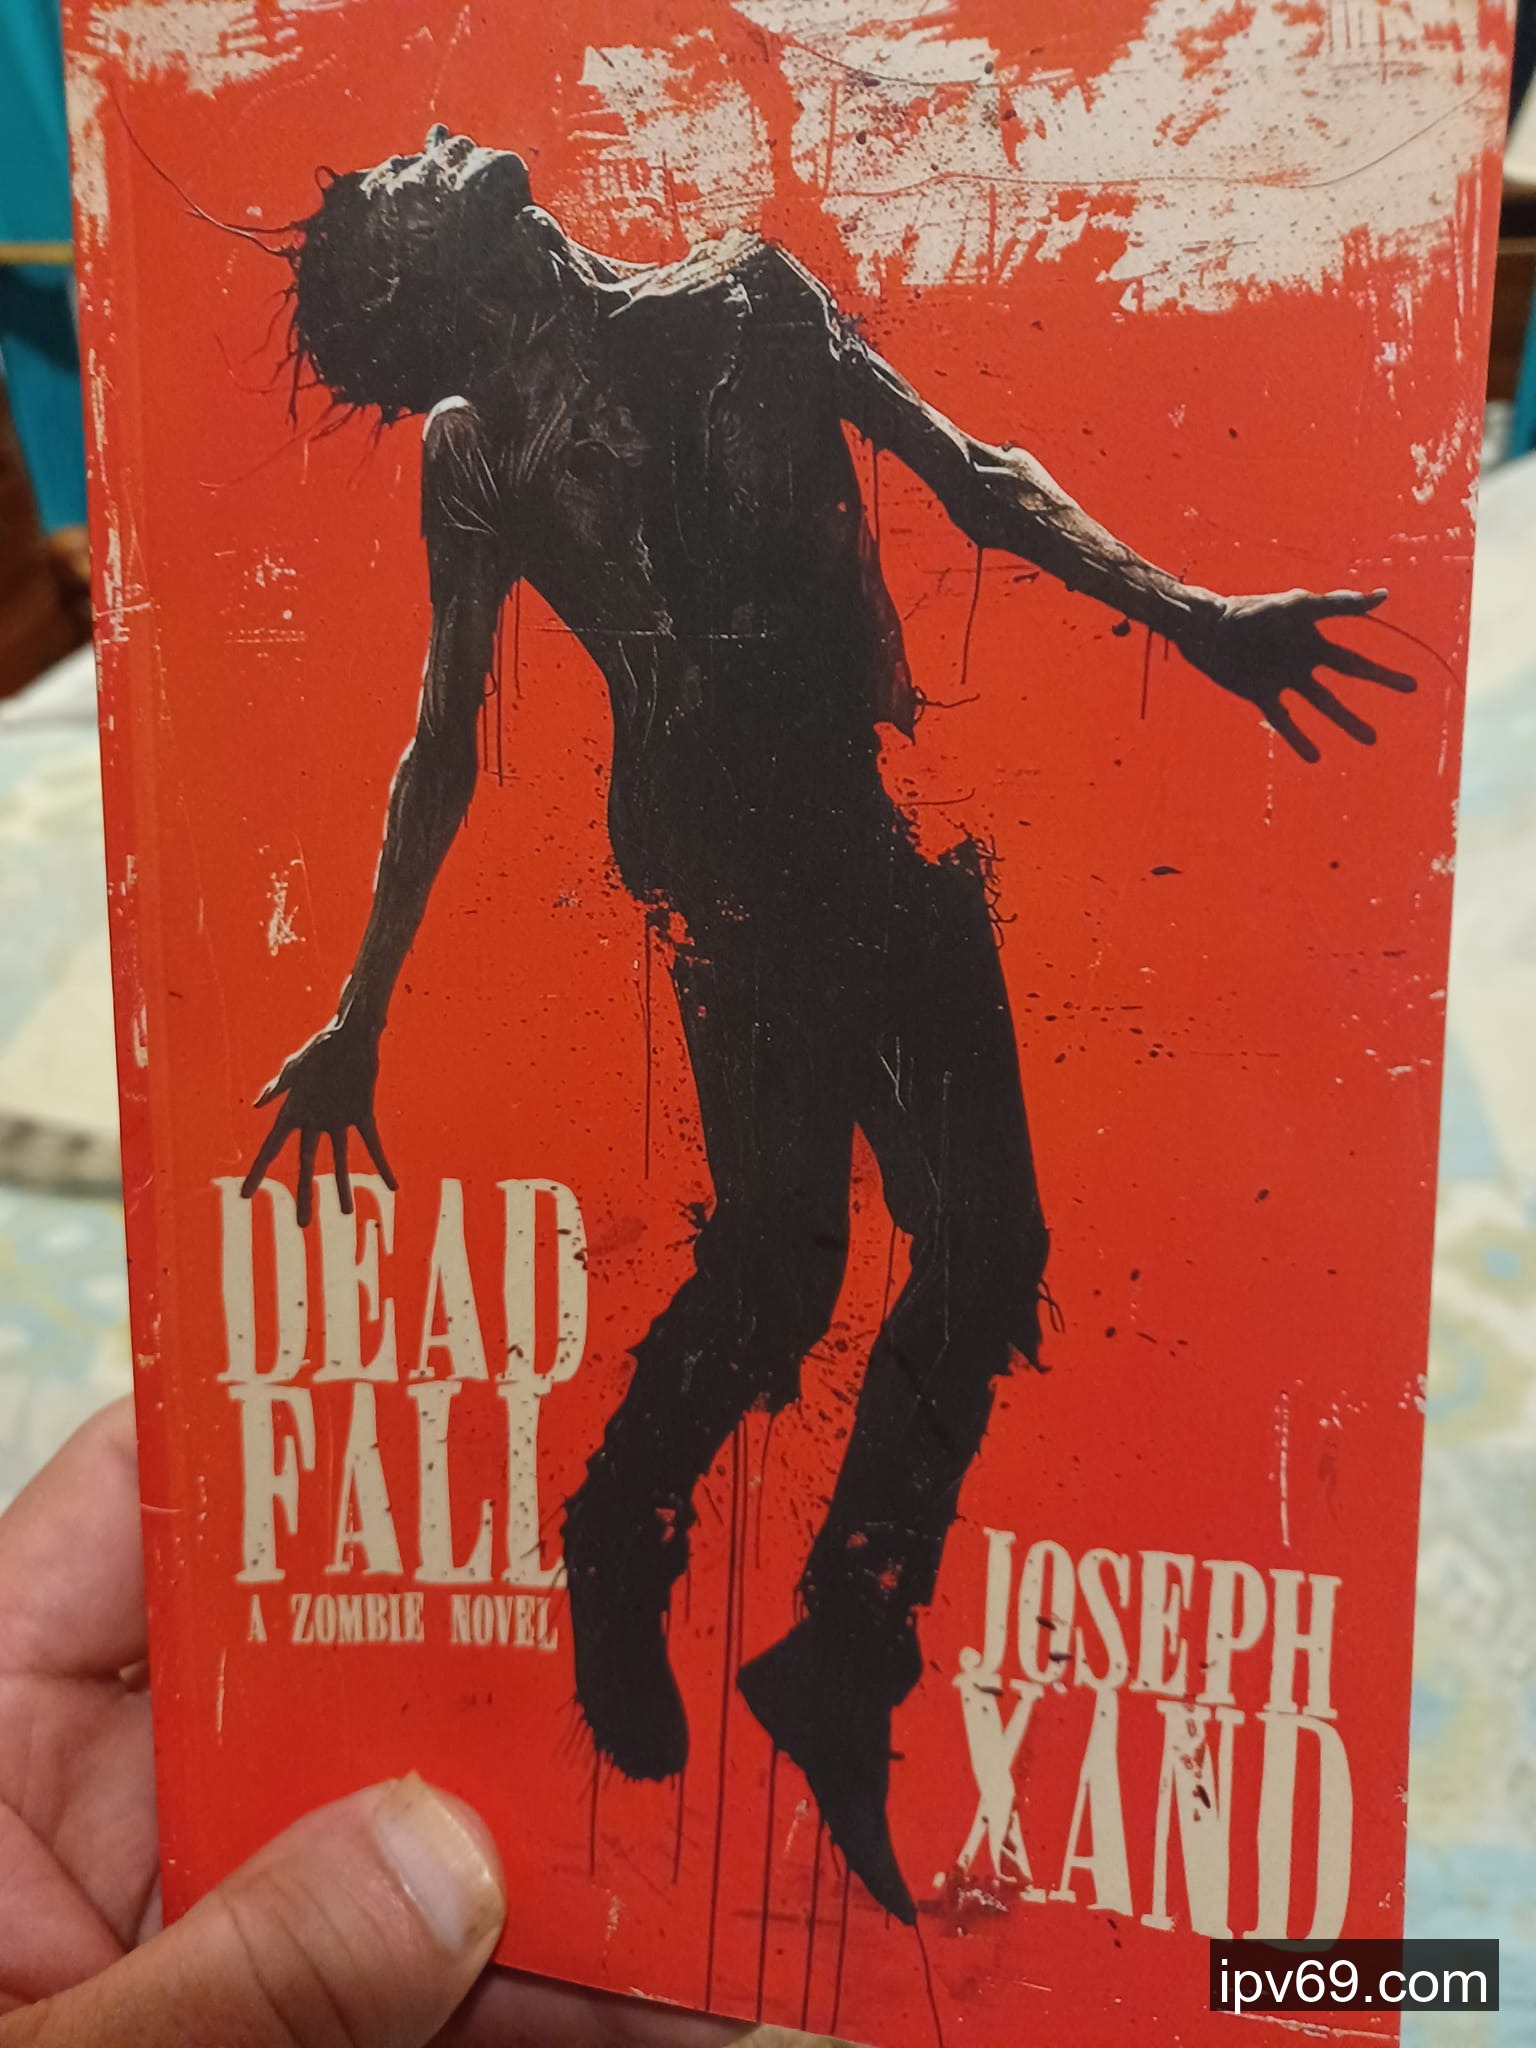 DEAD
FALL
A ZOMBIE NOVEL
JOSEPH
XAND
ipv69.com